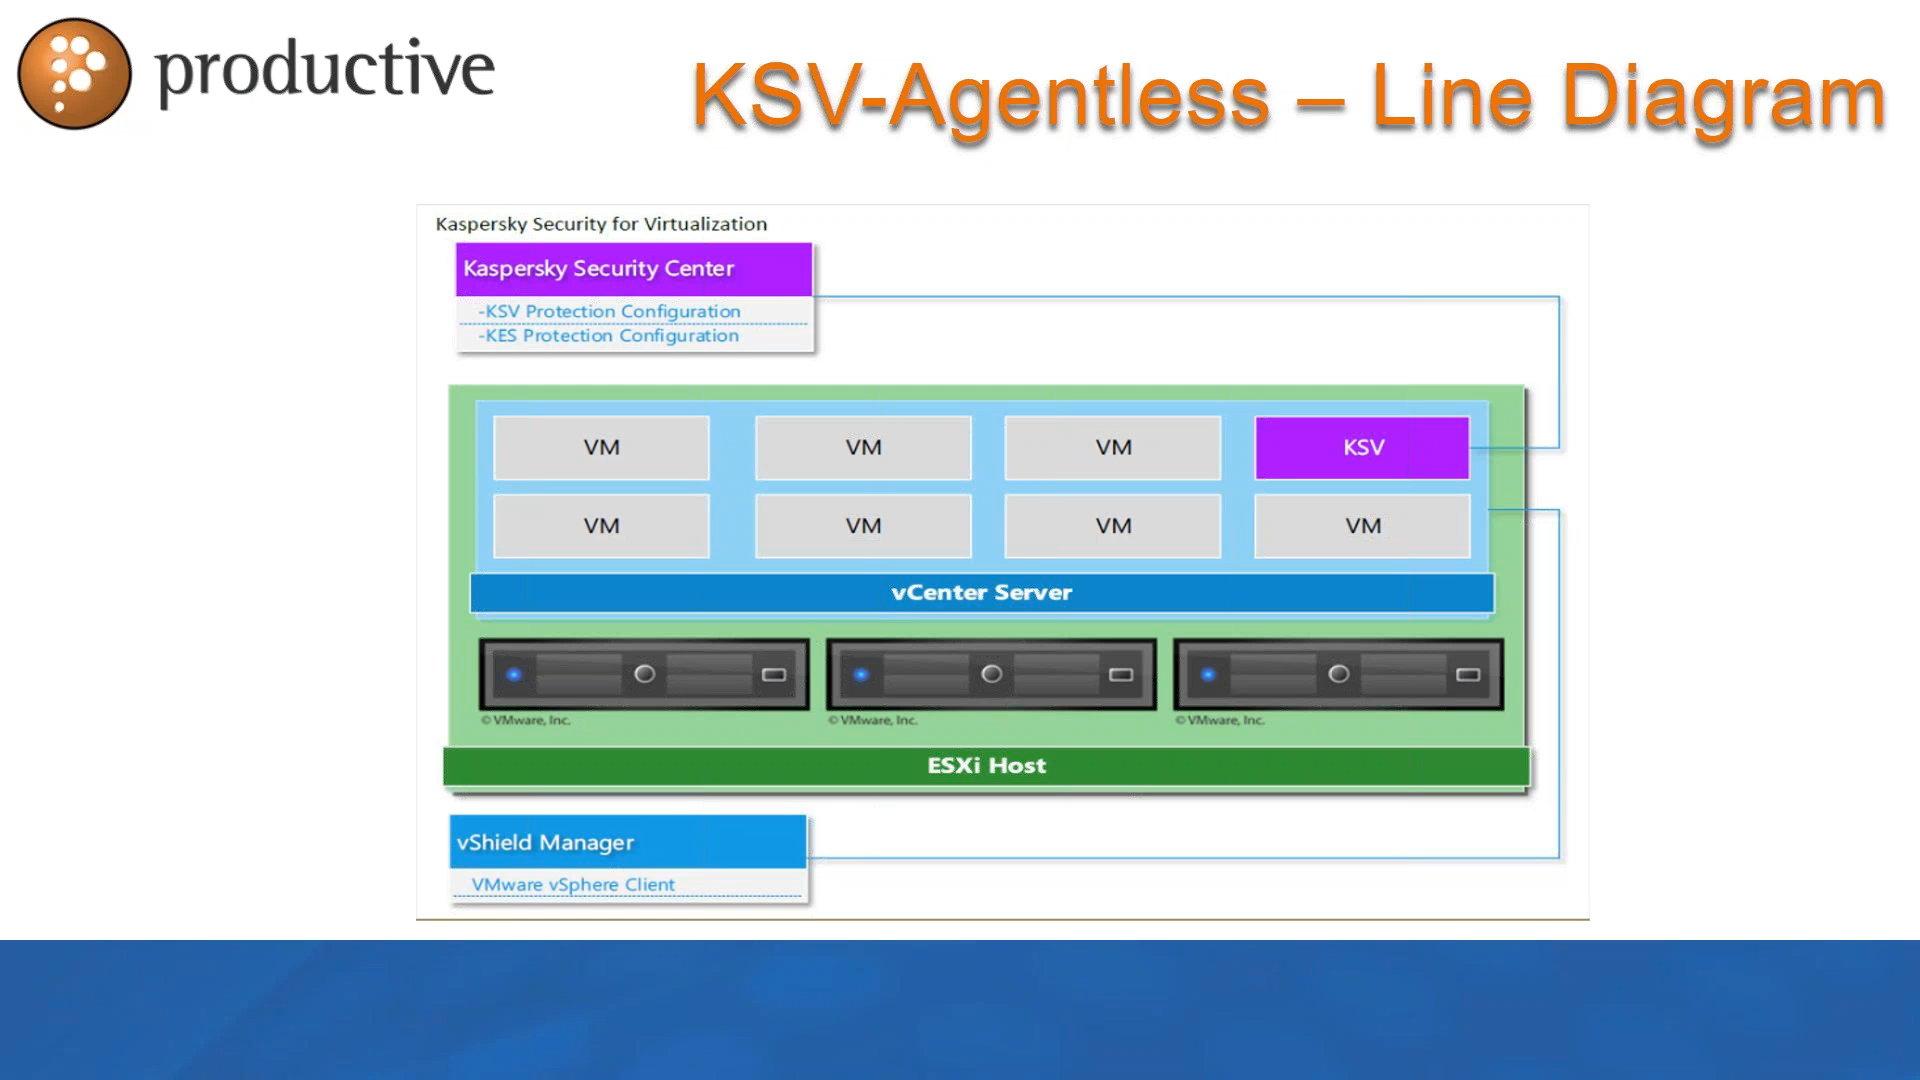 productive
KSV-Agentless – Line Diagram
Kaspersky Security for Virtualization
Kaspersky Security Center
-KSV Protection Configuration
-KES Protection Configuration
VM VM VM KSV
VM VM VM VM
vCenter Server
© VMware, Inc. © VMware, Inc. © VMware, Inc.
ESXi Host
vShield Manager
VMware vSphere Client